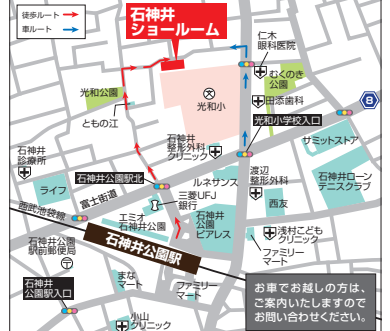 徒歩ルート
車ルート
石神井
ショールーム
仁木
眼科医院
むくのき
公園
光和公園
文
光和小
田添歯科
8
ともの江
光和小学校入口
石神井
整形外科
クリニック
サミットストア
石神井
診療所
石神井公園駅北
ルネサンス
渡辺
整形外科
石神井ローン
テニスクラブ
ライフ
富士街道
三菱UFJ
銀行
西友
西武池袋線
エミオ
石神井公園
石神井
公園
ピアレス
浅村こども
クリニック
石神井公園駅
石神井公園
駅前郵便局
ファミリー
マート
石神井
公園駅入口
まな
マート
ファミリー
マート
小山
クリニック
お車でお越しの方は、
ご案内いたしますので
お問い合わせください。